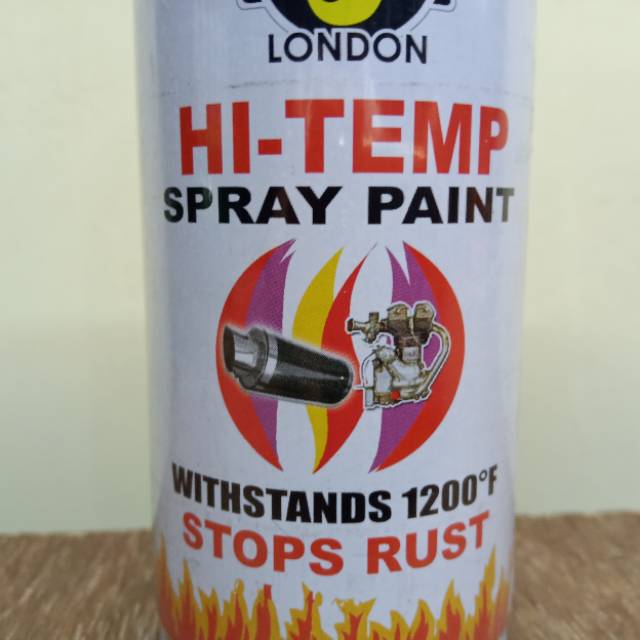 LONDON
HI-TEMP
SPRAY PAINT
WITHSTANDS 1200°F
STOPS RUST